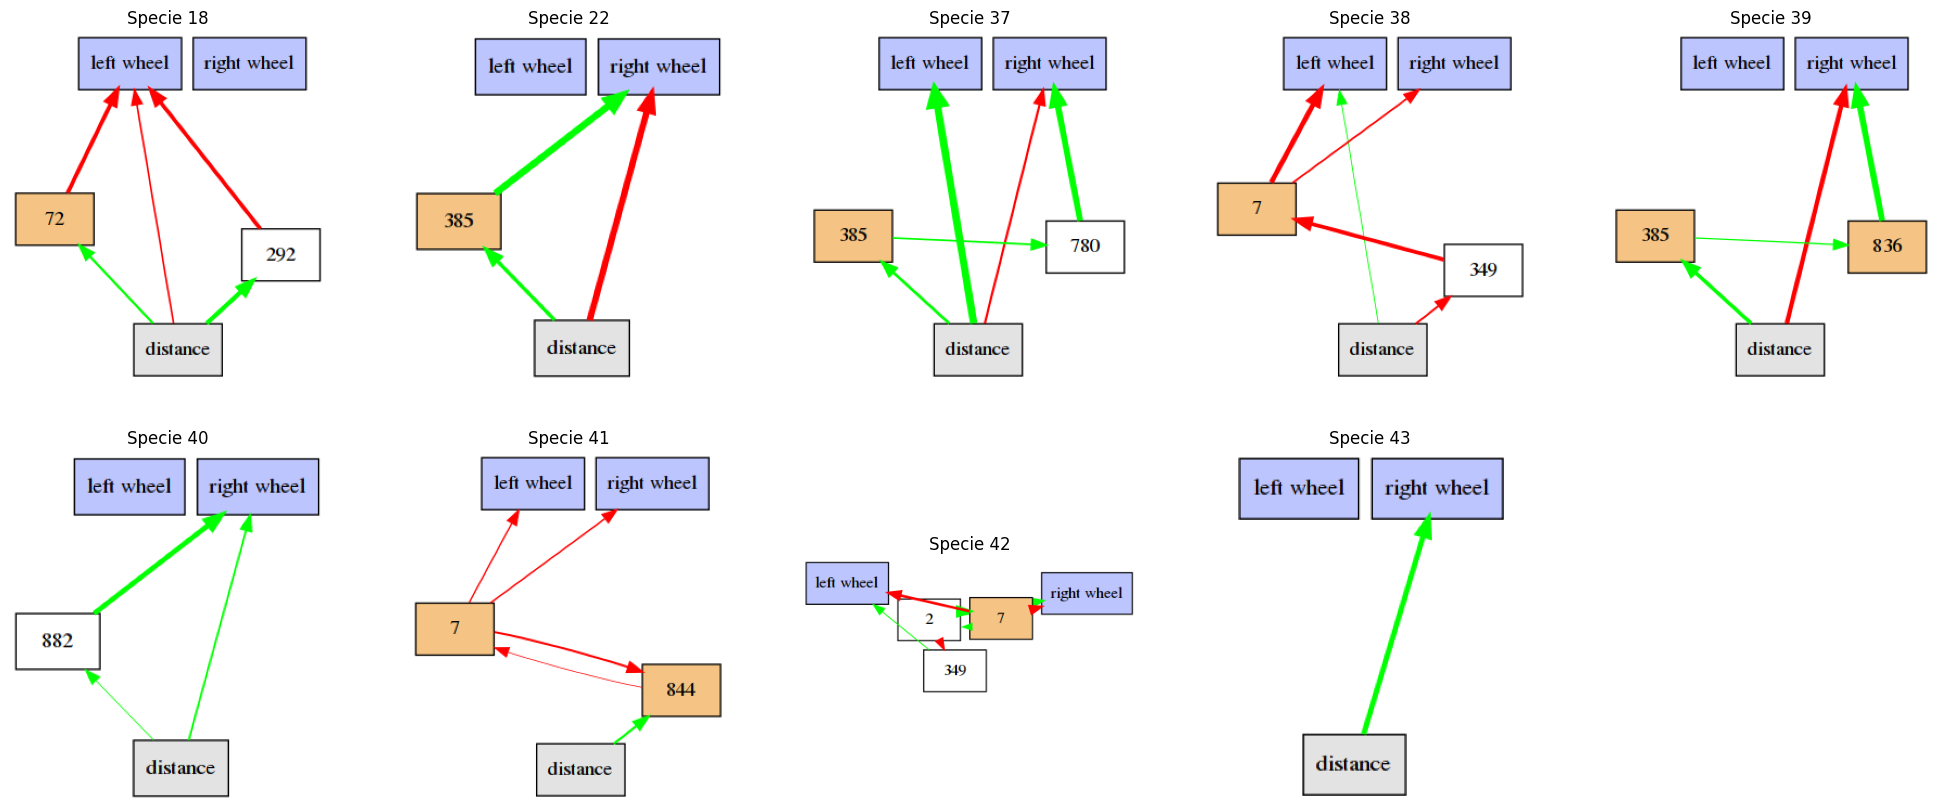 Specie 18
left wheel
right wheel
72
292
distance
Specie 22
left wheel
right wheel
385
distance
Specie 37
left wheel
right wheel
385
780
distance
Specie 38
left wheel
right wheel
7
349
distance
Specie 39
left wheel
right wheel
385
836
distance
Specie 40
left wheel
right wheel
882
distance
Specie 41
left wheel
right wheel
7
844
distance
Specie 42
left wheel
right wheel
2
7
349
Specie 43
left wheel
right wheel
distance